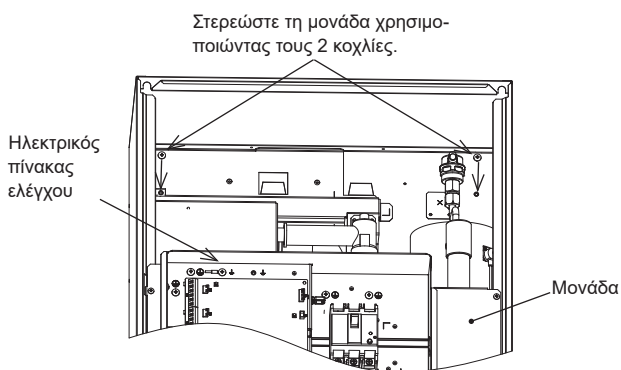 Στερεώστε τη μονάδα χρησιμο-
ποιώντας τους 2 κοχλίες.
Ηλεκτρικός
πίνακας
ελέγχου
Μονάδα